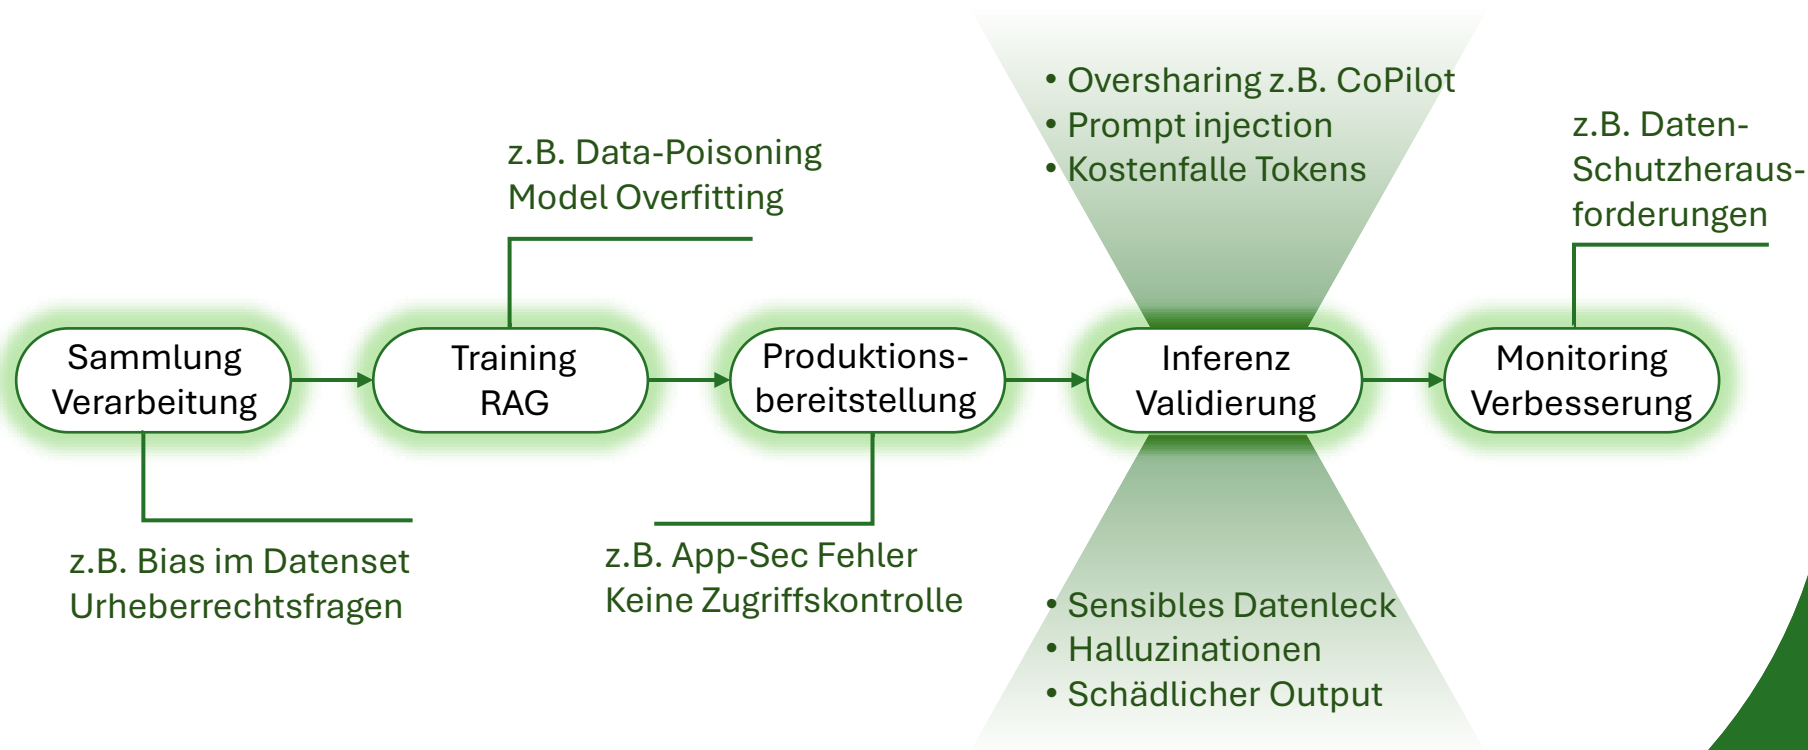 • Oversharing z.B. CoPilot
• Prompt injection
• Kostenfalle Tokens
z.B. Daten-
Schutzheraus-
forderungen
z.B. Data-Poisoning
Model Overfitting
Sammlung
Verarbeitung
Training
RAG
Produktions-
bereitstellung
Inferenz
Validierung
Monitoring
Verbesserung
z.B. Bias im Datenset
Urheberrechtsfragen
z.B. App-Sec Fehler
Keine Zugriffskontrolle
• Sensibles Datenleck
• Halluzinationen
• Schädlicher Output